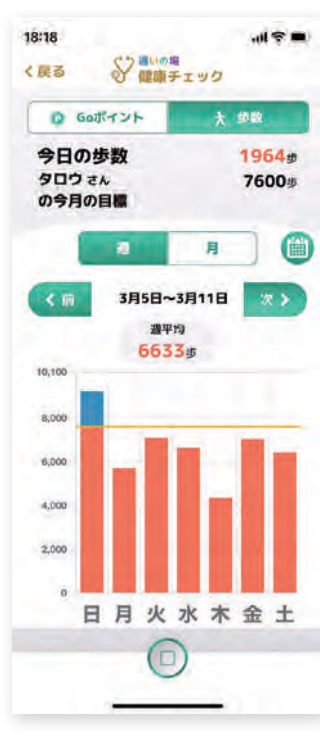 18:18
戻る
通いの場
健康チェック
Goポイント
歩数
今日の歩数 1964歩
タロウ さん 7600歩
の今月の目標
週 月
前 3月5日~3月11日 次
週平均
6633歩
10,100
8,000
6,000
4,000
2,000
0
日 月 火 水 木 金 土